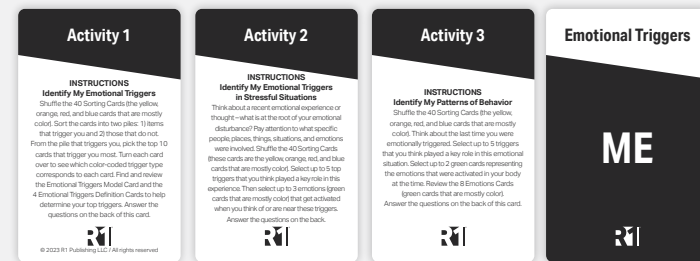 Activity 1
INSTRUCTIONS
Identify My Emotional Triggers
Shuffle the 40 Sorting Cards (the yellow,
orange, red, and blue cards that are mostly
color). Sort the cards into two piles: 1) items
that trigger you and 2) those that do not.
From the pile that triggers you, pick the top 10
cards that trigger you most. Turn each card
over to see which color-coded trigger type
corresponds to each card. Find and review
the Emotional Triggers Model Card and the
4 Emotional Triggers Definition Cards to help
determine your top triggers. Answer the
questions on the back of this card.
R1
© 2023 R1 Publishing LLC / All rights reserved
Activity 2
INSTRUCTIONS
Identify My Emotional Triggers
in Stressful Situations
Think about a recent emotional experience or
thought – what is at the root of your emotional
disturbance? Pay attention to what specific
people, places, things, situations, and emotions
were involved. Shuffle the 40 Sorting Cards
(these cards are the yellow, orange, red, and blue
cards that are mostly color). Select up to 5 top
triggers that you think played a key role in this
experience. Then select up to 3 emotions (green
cards that are mostly color) that get activated
when you think of or are near these triggers.
Answer the questions on the back.
R1
Activity 3
INSTRUCTIONS
Identify My Patterns of Behavior
Shuffle the 40 Sorting Cards (the yellow,
orange, red, and blue cards that are mostly
color). Think about the last time you were
emotionally triggered. Select up to 5 triggers
that you think played a key role in this emotional
situation. Select up to 2 green cards representing
the emotions that were activated in your body
at the time. Review the 8 Emotions Cards
(green cards that are mostly color).
Answer the questions on the back of this card.
R1
Emotional Triggers
ME
R1